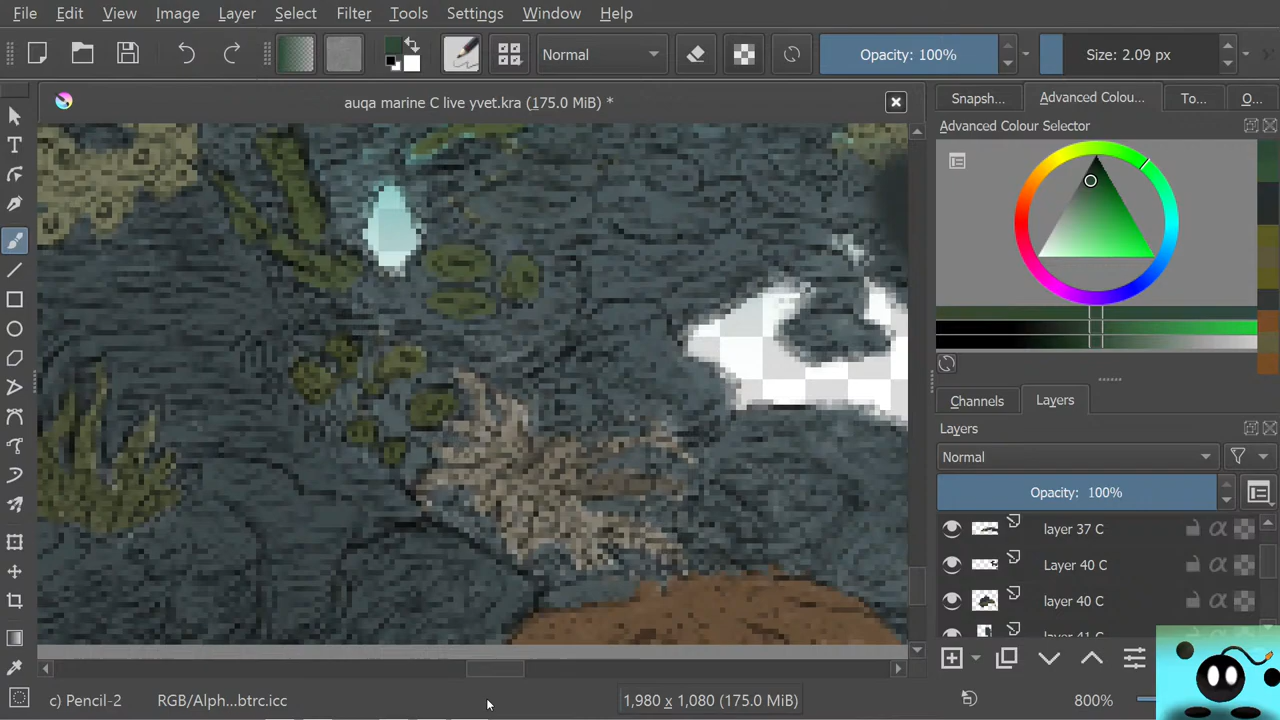 File Edit View Image Layer Select Filter Tools Settings Window Help
Normal Opacity: 100% Size: 2.09 px
auqa marine C live yvet.kra (175.0 MiB) *
Snapsh... Advanced Colou... To... O...
Advanced Colour Selector
Channels Layers
Layers
Normal
Opacity: 100%
layer 37 C
Layer 40 C
layer 40 C
layer 41 C
c) Pencil-2 RGB/Alph...btrc.icc 1,980 x 1,080 (175.0 MiB) 800%